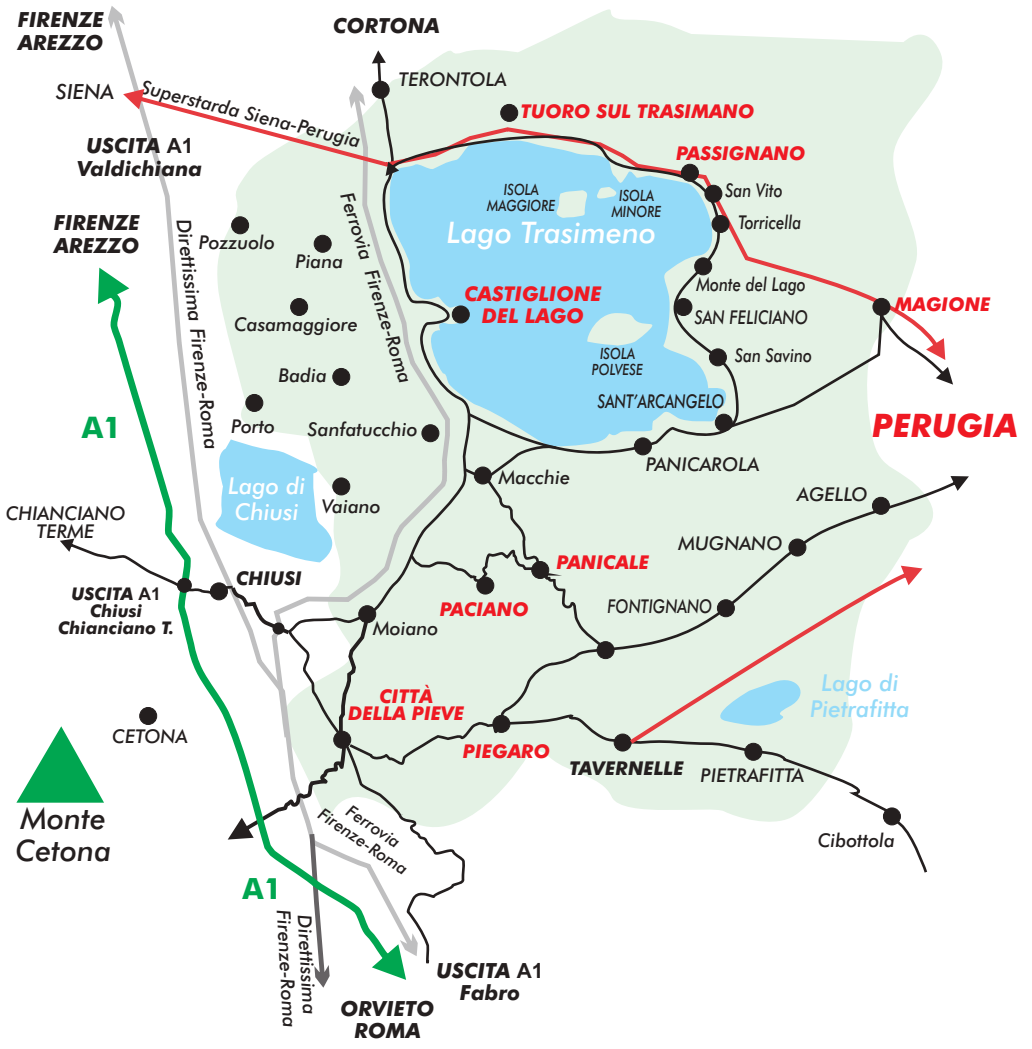 FIRENZE
AREZZO
CORTONA
SIENA
Superstarda Siena-Perugia
TERONTOLA
TUORO SUL TRASIMANO
USCITA A1
Valdichiana
PASSIGNANO
San Vito
ISOLA
MAGGIORE
ISOLA
MINORE
Torricella
FIRENZE
AREZZO
Direttissima Firenze-Roma
Pozzuolo
Piana
Ferrovia Firenze-Roma
Lago Trasimeno
Monte del Lago
CASTIGLIONE
DEL LAGO
MAGIONE
Casamaggiore
SAN FELICIANO
ISOLA
POLVESE
San Savino
Badia
Porto
Sanfatucchio
SANT'ARCANGELO
A1
PERUGIA
PANICAROLA
Macchie
Lago di
Chiusi
Vaiano
AGELLO
CHIANCIANO
TERME
MUGNANO
USCITA A1
Chiusi
Chianciano T.
CHIUSI
PANICALE
PACIANO
FONTIGNANO
Moiano
CITTÀ
DELLA PIEVE
Lago di
Pietrafitta
CETONA
PIEGARO
TAVERNELLE
PIETRAFITTA
Monte
Cetona
Ferrovia
Firenze-Roma
Cibottola
A1
Direttissima
Firenze-Roma
USCITA A1
Fabro
ORVIETO
ROMA